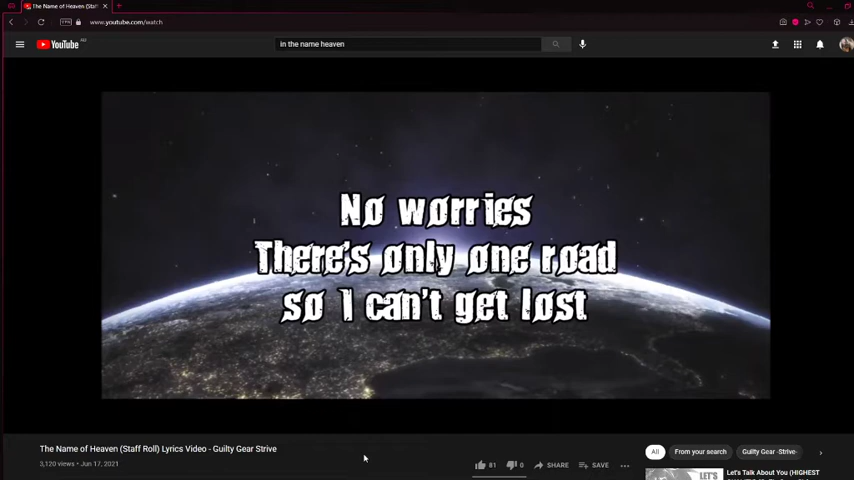 The Name of Heaven (Staf
www.youtube.com/watch
YouTube
in the name heaven
No worries
There's only one road
so I can't get lost
The Name of Heaven (Staff Roll) Lyrics Video - Guilty Gear Strive
3,120 views • Jun 17, 2021
81
0
SHARE
SAVE
All
From your search
Guilty Gear -Strive-
Let's Talk About You (HIGHEST
LET'S